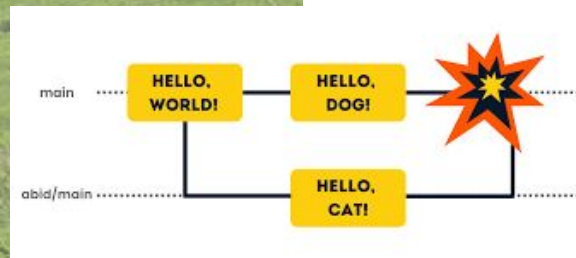 main
HELLO,
WORLD!
HELLO,
DOG!
abid/main
HELLO,
CAT!